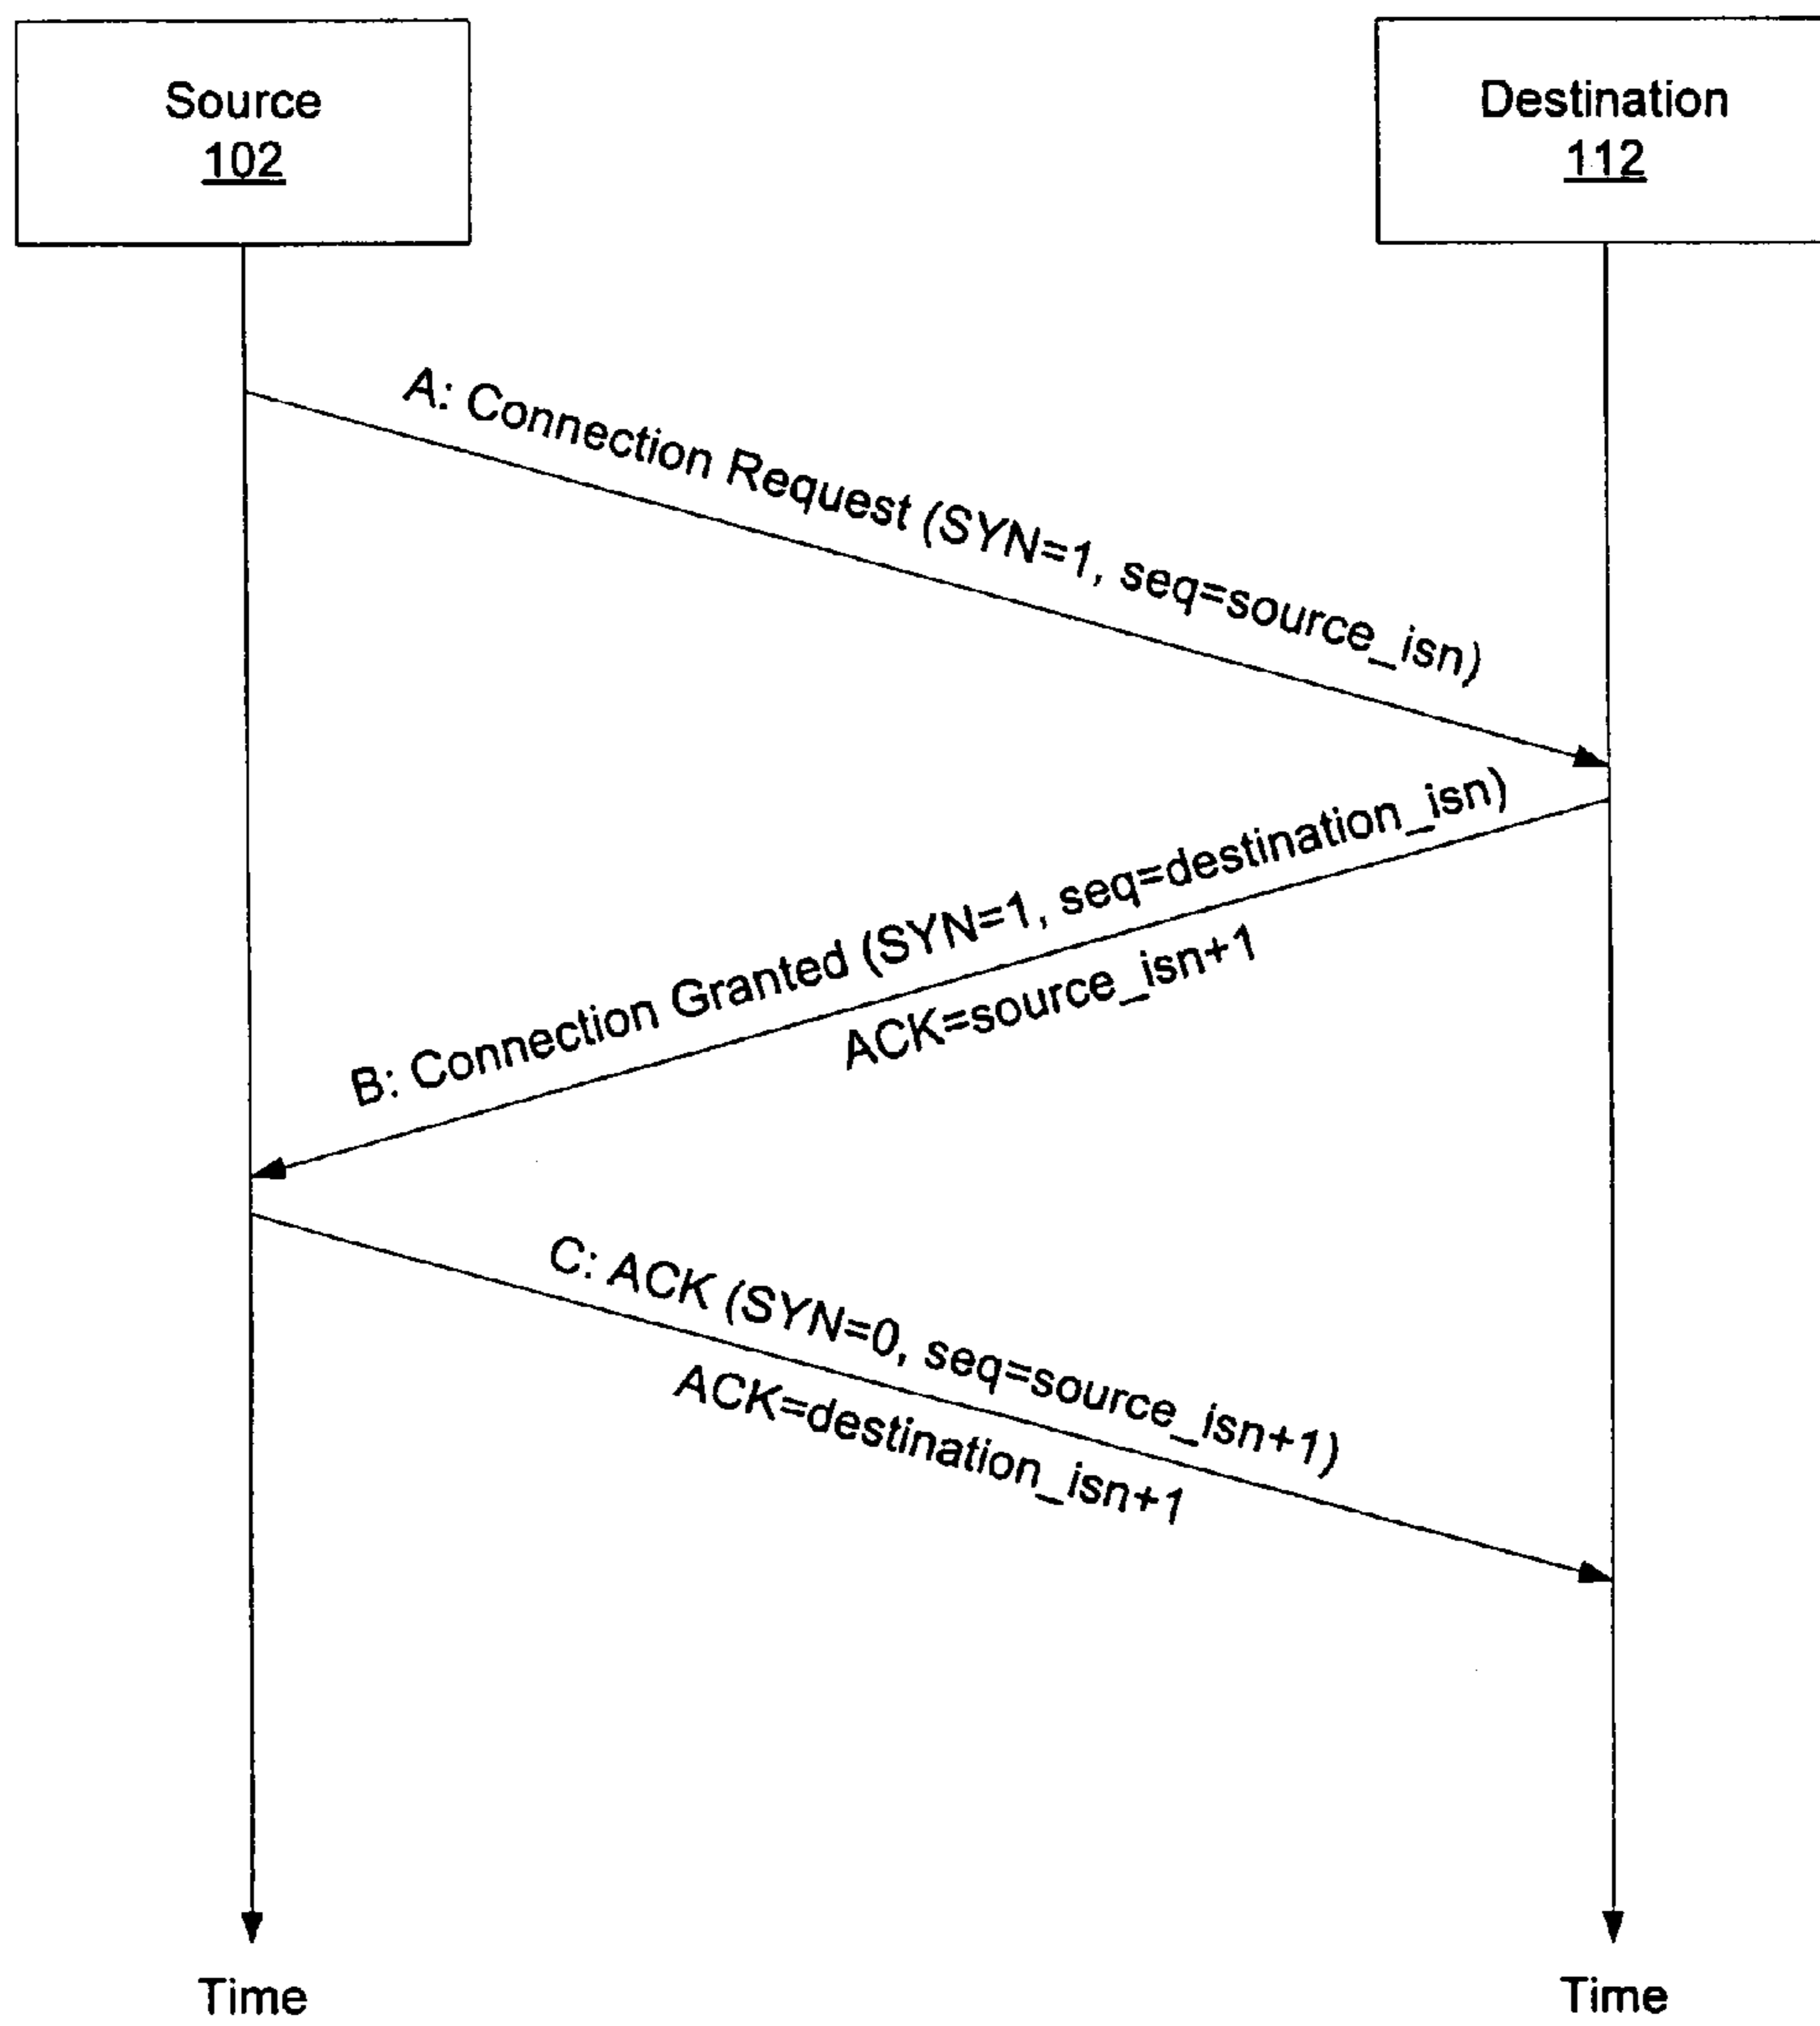 Source
102
Destination
112
A: Connection Request (SYN=1, seq=source_isn)
B: Connection Granted (SYN=1, seq=destination_isn)
ACK=source_isn+1
C: ACK (SYN=0, seq=source_isn+1)
ACK=destination_isn+1
Time
Time